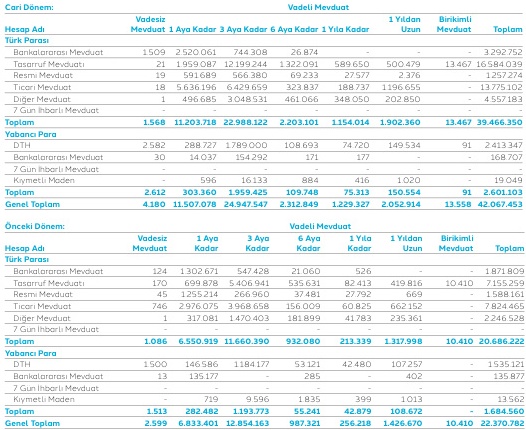 Cari Dönem: Vadeli Mevduat
Vadesiz 1 Yıldan Birikimli
Hesap Adı Mevduat 1 Aya Kadar 3 Aya Kadar 6 Aya Kadar 1 Yıla Kadar Uzun Mevduat Toplam
Türk Parası
Bankalararası Mevduat 1.509 2.520.061 744.308 26.874 - - - 3.292.752
Tasarruf Mevduatı 21 1.959.087 12.199.244 1.322.091 589.650 500.479 13.467 16.584.039
Resmi Mevduat 19 591.689 566.380 69.233 27.577 2.376 - 1.257.274
Ticari Mevduat 18 5.636.196 6.429.659 323.837 188.737 1.196.655 - 13.775.102
Diğer Mevduat 1 496.685 3.048.531 461.066 348.050 202.850 - 4.557.183
7 Gün İhbarlı Mevduat - - - - - - - -
Toplam 1.568 11.203.718 22.988.122 2.203.101 1.154.014 1.902.360 13.467 39.466.350
Yabancı Para
DTH 2.582 288.727 1.789.000 108.693 74.720 149.534 91 2.413.347
Bankalararası Mevduat 30 14.037 154.292 171 177 - - 168.707
7 Gün İhbarlı Mevduat - - - - - - - -
Kıymetli Maden - 596 16.133 884 416 1.020 - 19.049
Toplam 2.612 303.360 1.959.425 109.748 75.313 150.554 91 2.601.103
Genel Toplam 4.180 11.507.078 24.947.547 2.312.849 1.229.327 2.052.914 13.558 42.067.453
Önceki Dönem: Vadeli Mevduat
Vadesiz 1 Aya 3 Aya 6 Aya 1 Yıla 1 Yıldan Birikimli
Hesap Adı Mevduat Kadar Kadar Kadar Kadar Uzun Mevduat Toplam
Türk Parası
Bankalararası Mevduat 124 1.302.671 547.428 21.060 526 - - 1.871.809
Tasarruf Mevduatı 170 699.878 5.406.941 535.631 82.413 419.816 10.410 7.155.259
Resmi Mevduat 45 1.255.214 266.960 37.481 27.792 669 - 1.588.161
Ticari Mevduat 746 2.976.075 3.968.658 156.009 60.825 662.152 - 7.824.465
Diğer Mevduat 1 317.081 1.470.403 181.899 41.783 235.361 - 2.246.528
7 Gün İhbarlı Mevduat - - - - - - - -
Toplam 1.086 6.550.919 11.660.390 932.080 213.339 1.317.998 10.410 20.686.222
Yabancı Para
DTH 1.500 146.586 1.184.177 53.121 42.480 107.257 - 1.535.121
Bankalararası Mevduat 13 135.177 - 285 - 402 - 135.877
7 Gün İhbarlı Mevduat - - - - - - - -
Kıymetli Maden - 719 9.596 1.835 399 1.013 - 13.562
Toplam 1.513 282.482 1.193.773 55.241 42.879 108.672 - 1.684.560
Genel Toplam 2.599 6.833.401 12.854.163 987.321 256.218 1.426.670 10.410 22.370.782